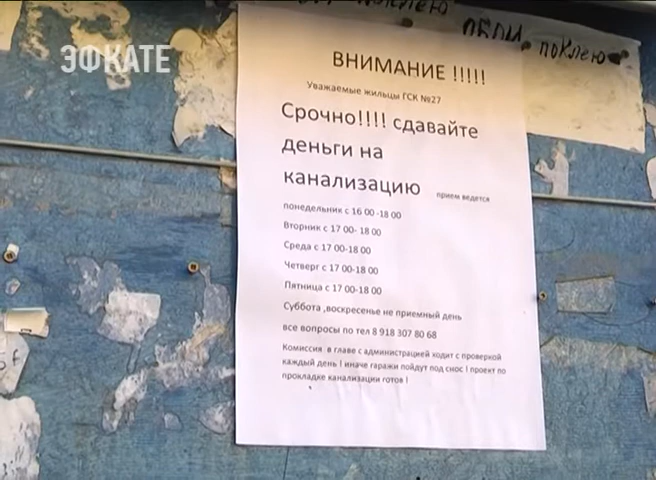 поклею
ОБОИ поклею
ЭФКАТЕ
ВНИМАНИЕ !!!!!
Уважаемые жильцы ГСК №27
Срочно!!!! сдавайте
деньги на
канализацию прием ведется
понедельник с 16 00 -18 00
Вторник с 17 00- 18 00
Среда с 17 00-18 00
Четверг с 17 00-18 00
Пятница с 17 00-18 00
Суббота ,воскресенье не приемный день
все вопросы по тел 8 918 307 80 68
Комиссия в главе с администрацией ходит с проверкой
каждый день ! иначе гаражи пойдут под снос ! проект по
прокладке канализации готов !